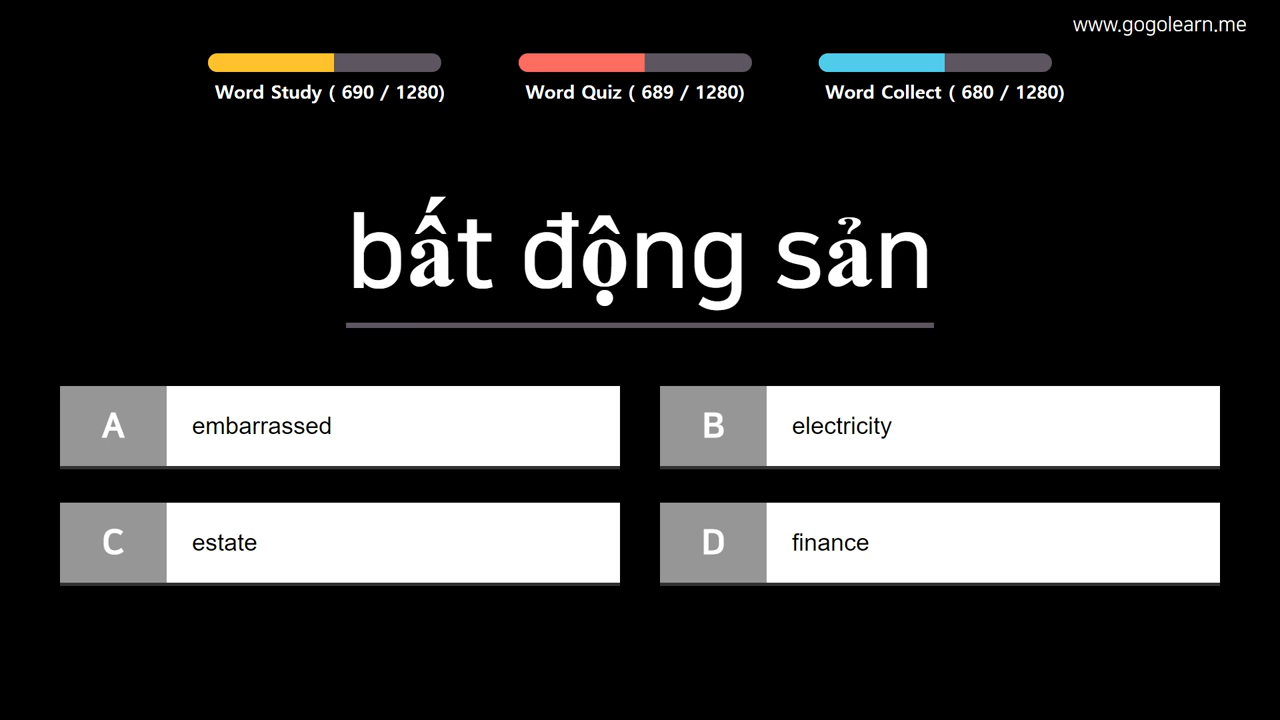 www.gogolearn.me
Word Study ( 690 / 1280)
Word Quiz ( 689 / 1280)
Word Collect ( 680 / 1280)
bất động sản
A
embarrassed
B
electricity
C
estate
D
finance